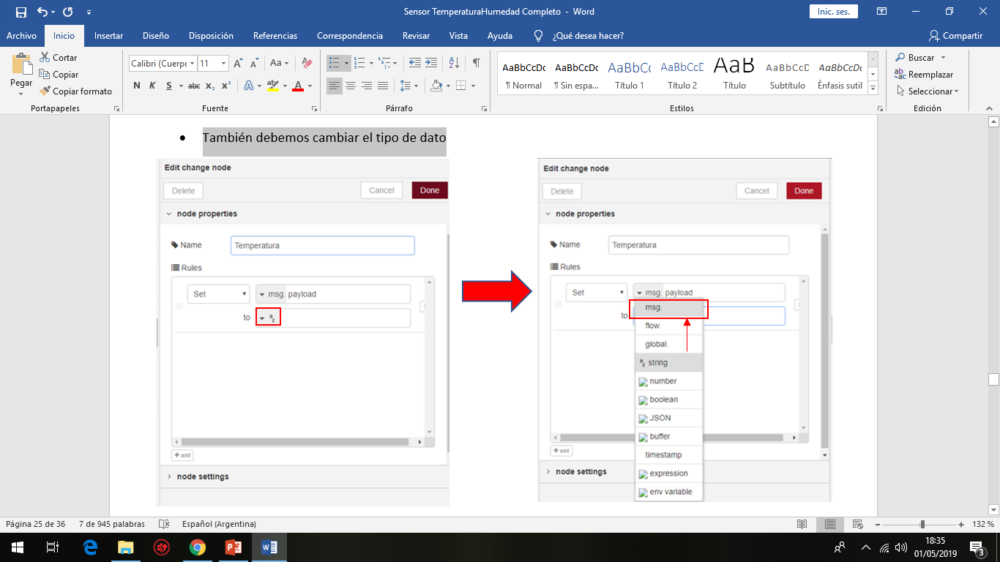 Sensor TemperaturaHumedad Completo - Word
Inic. ses.
Archivo Inicio Insertar Diseño Disposición Referencias Correspondencia Revisar Vista Ayuda ¿Qué desea hacer? Compartir
Pegar
Cortar
Copiar
Copiar formato
Portapapeles
Calibri (Cuerpo 11
Aa
N K S abc x₂ x² A ab A
Fuente
Párrafo
AaBbCcDc AaBbCcDc AaBbCc AaBbCcD AaB AaBbCcD AaBbCcDc
¶ Normal ¶ Sin espa... Título 1 Título 2 Título Subtítulo Énfasis sutil
Estilos
Buscar
Reemplazar
Seleccionar
Edición
• También debemos cambiar el tipo de dato
Edit change node
Delete Cancel Done
node properties
Name Temperatura
Rules
Set msg. payload
to az
+ add
node settings
Edit change node
Delete Cancel Done
node properties
Name Temperatura
Rules
Set msg. payload
to
msg.
flow.
global.
az string
number
boolean
JSON
buffer
timestamp
expression
env variable
+ add
node settings
Página 25 de 36 7 de 945 palabras Español (Argentina) 132 %
18:35
01/05/2019
3